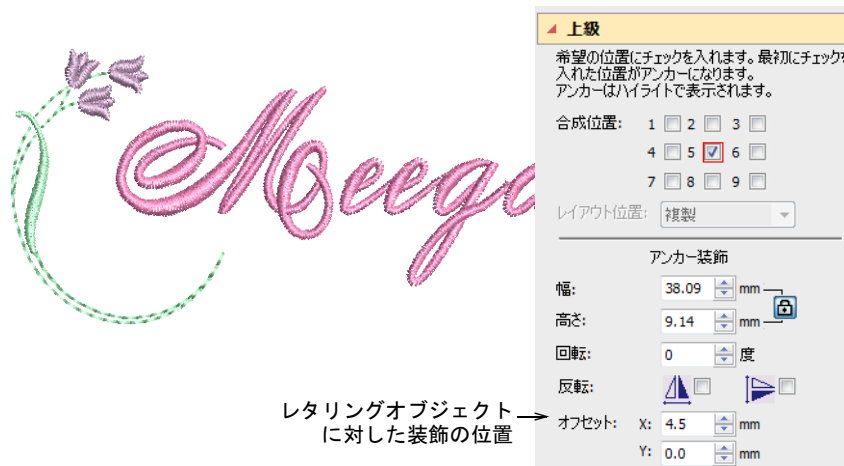 上級
希望の位置にチェックを入れます。最初にチェックを
入れた位置がアンカーになります。
アンカーはハイライトで表示されます。
合成位置: 1 2 3
4 5 6
7 8 9
レイアウト位置: 複製
アンカー装飾
幅: 38.09 mm
高さ: 9.14 mm
回転: 0 度
反転:
オフセット: X: 4.5 mm
Y: 0.0 mm
Meega
レタリングオブジェクト
に対した装飾の位置